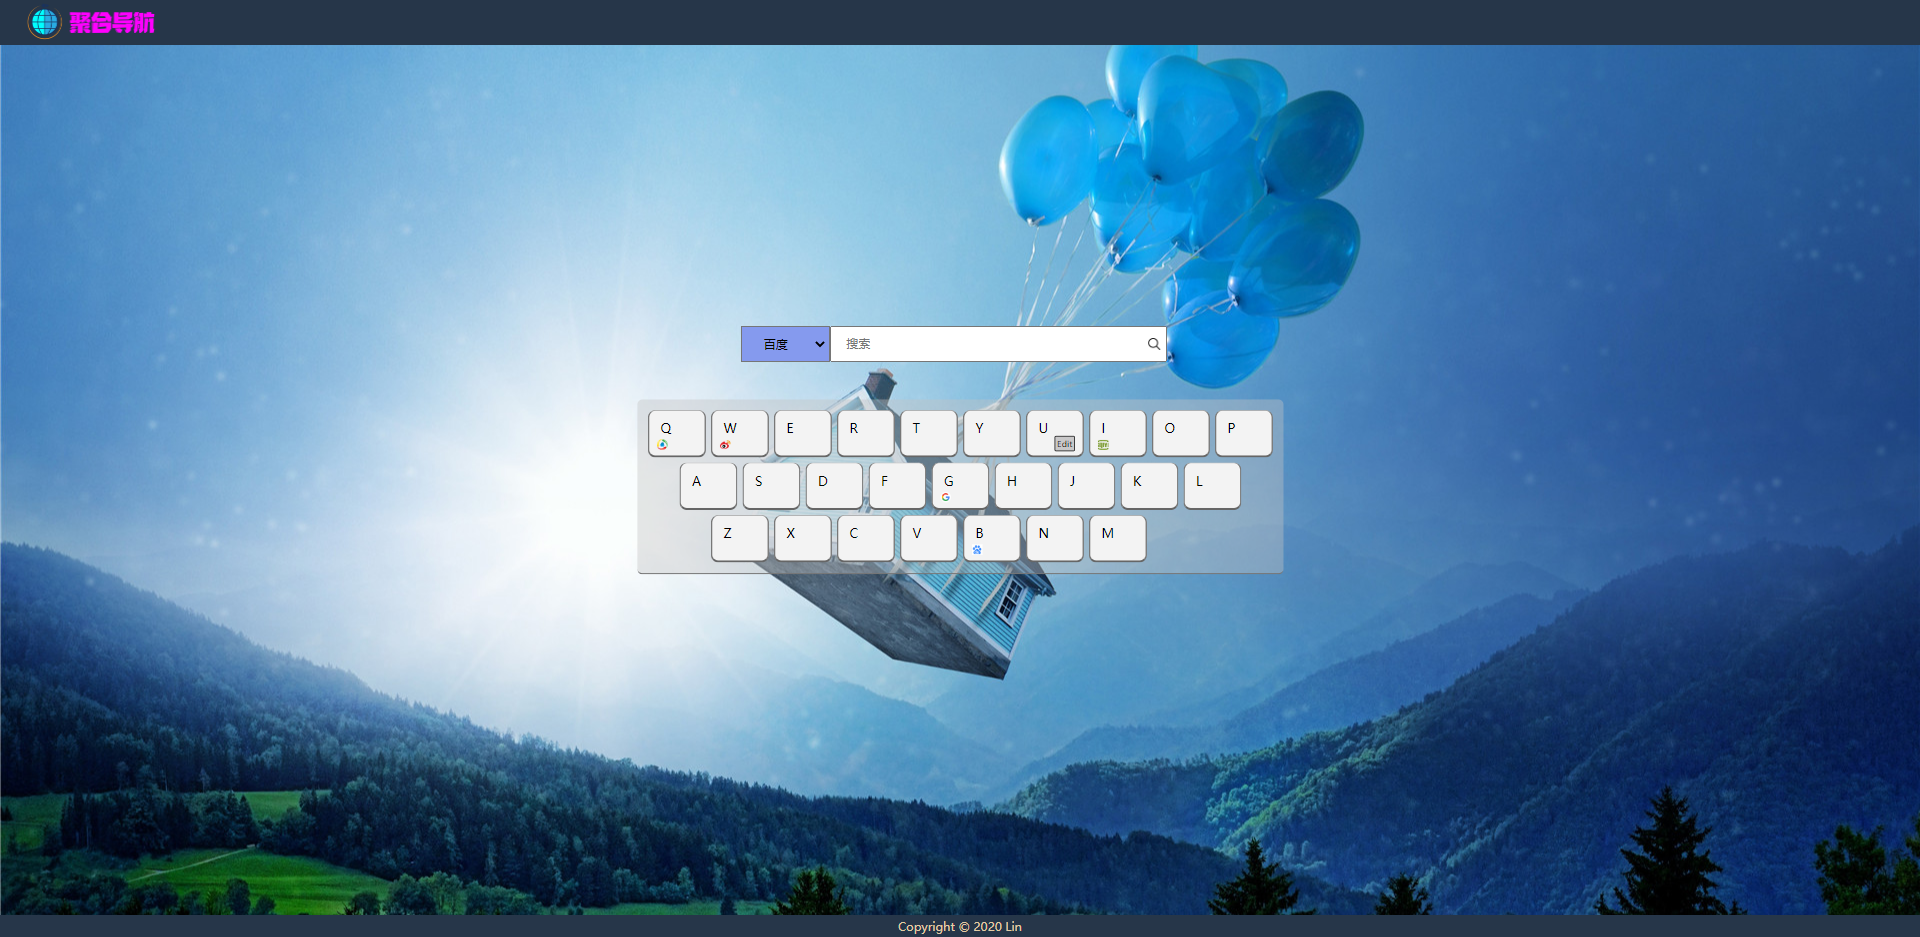 聚合导航
百度 搜索
Q W E R T Y U Edit I O P
A S D F G H J K L
Z X C V B N M
Copyright © 2020 Lin